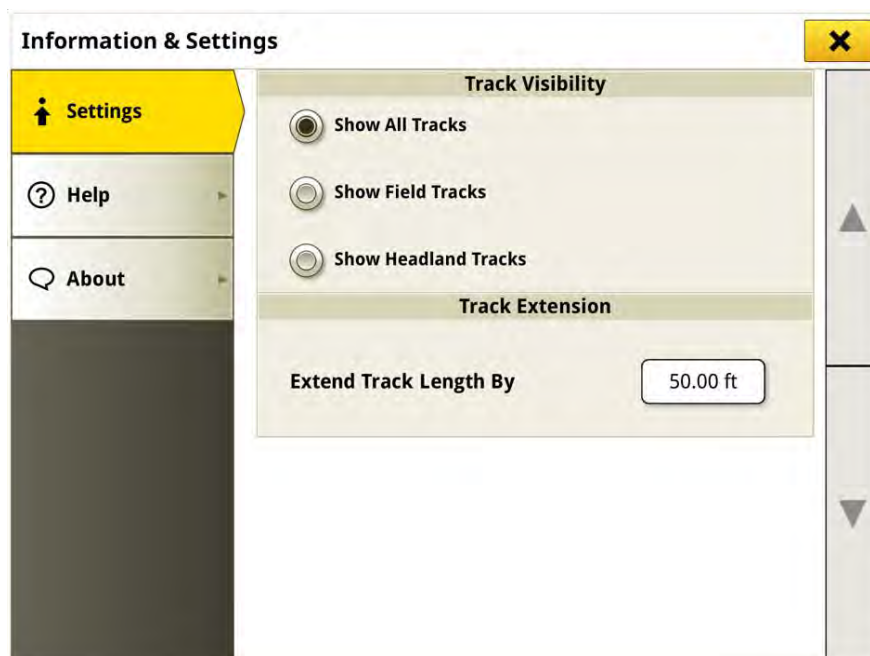 Information & Settings
Settings
Help
About
Track Visibility
Show All Tracks
Show Field Tracks
Show Headland Tracks
Track Extension
Extend Track Length By 50.00 ft